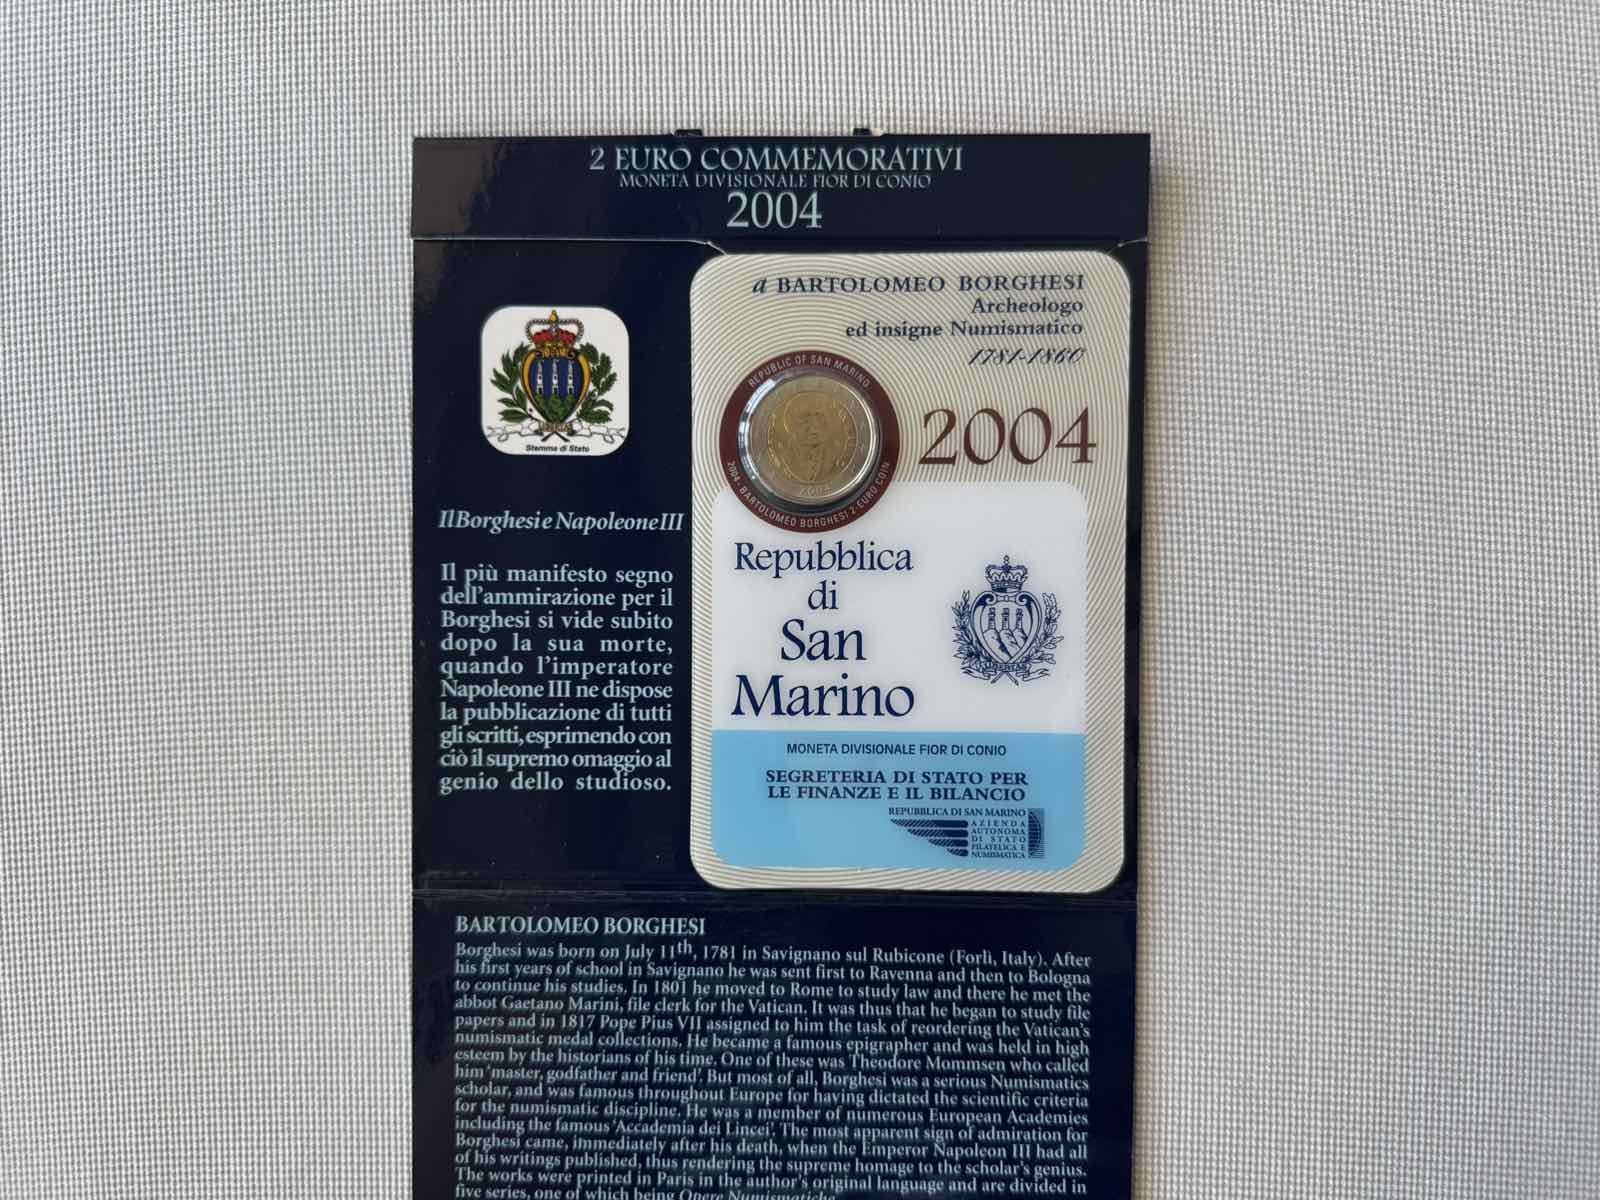 2 EURO COMMEMORATIVI
MONETA DIVISIONALE FIOR DI CONIO
2004
Stemma di Stato
Il Borghesi e Napoleone III
Il più manifesto segno
dell'ammirazione per il
Borghesi si vide subito
dopo la sua morte,
quando l'imperatore
Napoleone III ne dispose
la pubblicazione di tutti
gli scritti, esprimendo con
ciò il supremo omaggio al
genio dello studioso.
a BARTOLOMEO BORGHESI
Archeologo
ed insigne Numismatico
1781-1860
REPUBLIC OF SAN MARINO
2004 - BARTOLOMEO BORGHESI 2 EURO COIN
2004
2004
Repubblica
di
San
Marino
LIBERTAS
MONETA DIVISIONALE FIOR DI CONIO
SEGRETERIA DI STATO PER
LE FINANZE E IL BILANCIO
REPUBBLICA DI SAN MARINO
AZIENDA
AUTONOMA
DI STATO
FILATELICA E
NUMISMATICA
BARTOLOMEO BORGHESI
Borghesi was born on July 11th, 1781 in Savignano sul Rubicone (Forlì, Italy). After
his first years of school in Savignano he was sent first to Ravenna and then to Bologna
to continue his studies. In 1801 he moved to Rome to study law and there he met the
abbot Gaetano Marini, file clerk for the Vatican. It was thus that he began to study file
papers and in 1817 Pope Pius VII assigned to him the task of reordering the Vatican's
numismatic medal collections. He became a famous epigrapher and was held in high
esteem by the historians of his time. One of these was Theodore Mommsen who called
him 'master, godfather and friend'. But most of all, Borghesi was a serious Numismatics
scholar, and was famous throughout Europe for having dictated the scientific criteria
for the numismatic discipline. He was a member of numerous European Academics
including the famous 'Accademia dei Lincei'. The most apparent sign of admiration for
Borghesi came, immediately after his death, when the Emperor Napoleon III had all
of his writings published, thus rendering the supreme homage to the scholar's genius.
The works were printed in Paris in the author's original language and are divided in
five series, one of which being Opere Numismatiche.